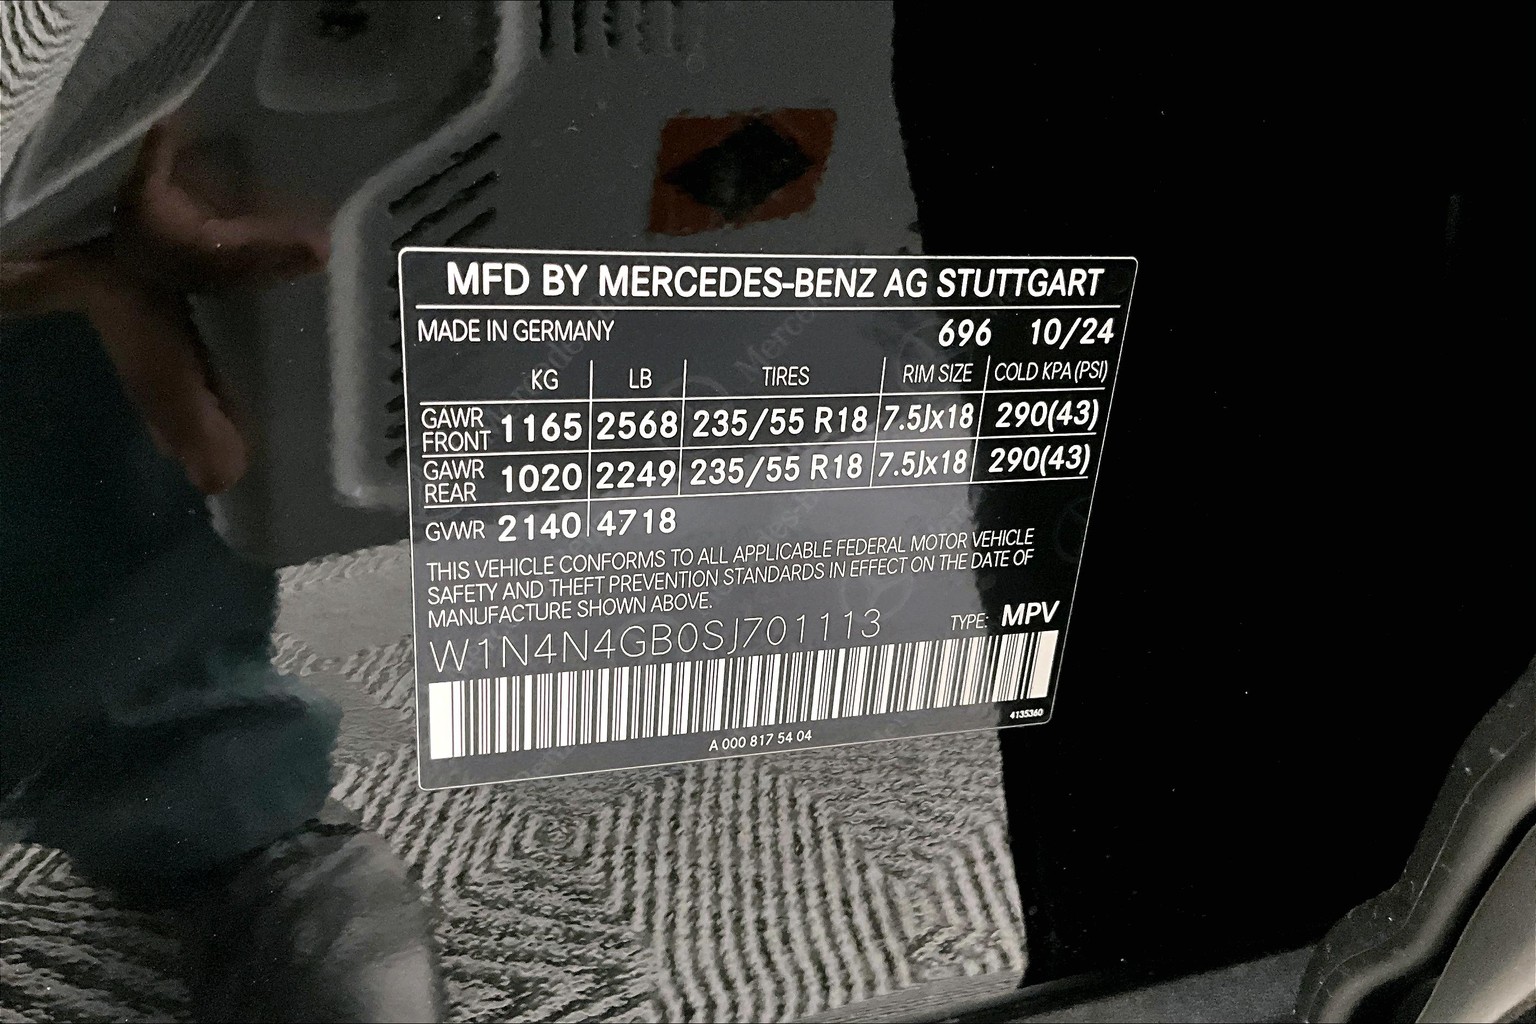 MFD BY MERCEDES-BENZ AG STUTTGART
MADE IN GERMANY 696 10/24
KG LB TIRES RIM SIZE COLD KPA (PSI)
GAWR FRONT 1165 2568 235/55 R18 7.5Jx18 290(43)
GAWR REAR 1020 2249 235/55 R18 7.5Jx18 290(43)
GVWR 2140 4718
THIS VEHICLE CONFORMS TO ALL APPLICABLE FEDERAL MOTOR VEHICLE
SAFETY AND THEFT PREVENTION STANDARDS IN EFFECT ON THE DATE OF
MANUFACTURE SHOWN ABOVE.
W1N4N4GB0SJ701113 TYPE: MPV
4135360
A 000 817 54 04